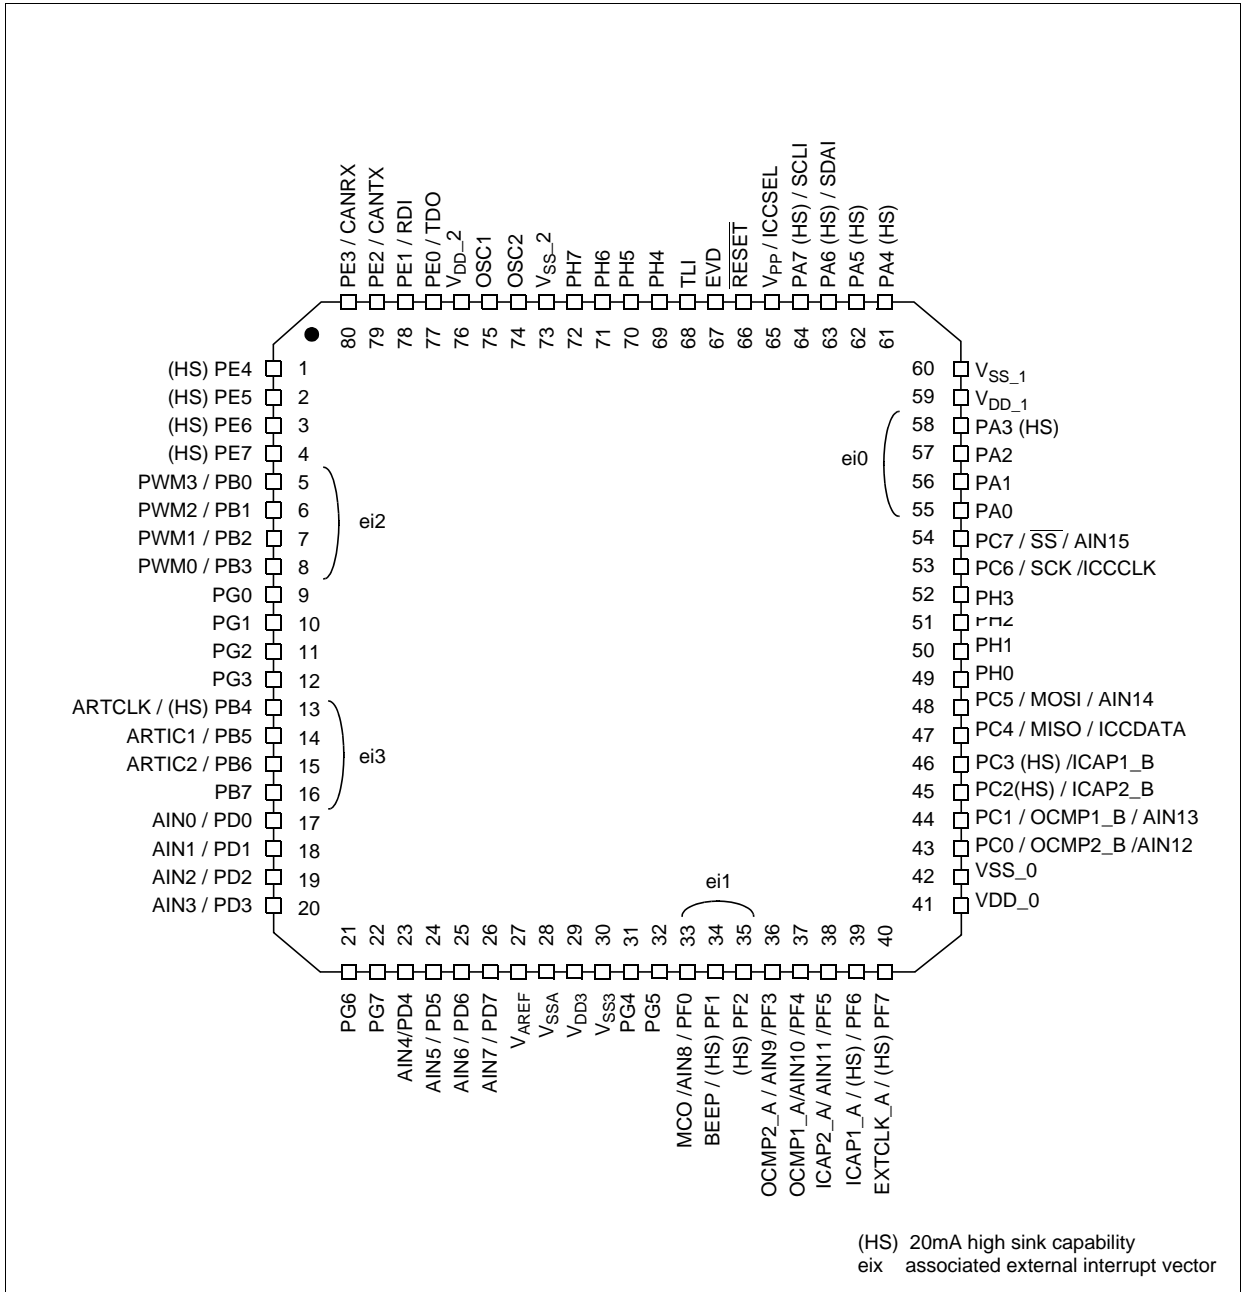 PE3 / CANRX
PE2 / CANTX
PE1 / RDI
PE0 / TDO
VDD_2
OSC1
OSC2
VSS_2
PH7
PH6
PH5
PH4
TLI
EVD
RESET
VPP / ICCSEL
PA7 (HS) / SCLI
PA6 (HS) / SDAI
PA5 (HS)
PA4 (HS)
80
79
78
77
76
75
74
73
72
71
70
69
68
67
66
65
64
63
62
61
(HS) PE4 1
(HS) PE5 2
(HS) PE6 3
(HS) PE7 4
PWM3 / PB0 5
PWM2 / PB1 6
PWM1 / PB2 7
PWM0 / PB3 8
ei2
PG0 9
PG1 10
PG2 11
PG3 12
ARTCLK / (HS) PB4 13
ARTIC1 / PB5 14
ARTIC2 / PB6 15
PB7 16
ei3
AIN0 / PD0 17
AIN1 / PD1 18
AIN2 / PD2 19
AIN3 / PD3 20
60 VSS_1
59 VDD_1
58 PA3 (HS)
57 PA2
56 PA1
55 PA0
ei0
54 PC7 / SS / AIN15
53 PC6 / SCK /ICCCLK
52 PH3
51 PH2
50 PH1
49 PH0
48 PC5 / MOSI / AIN14
47 PC4 / MISO / ICCDATA
46 PC3 (HS) /ICAP1_B
45 PC2(HS) / ICAP2_B
44 PC1 / OCMP1_B / AIN13
43 PC0 / OCMP2_B /AIN12
42 VSS_0
41 VDD_0
ei1
21
22
23
24
25
26
27
28
29
30
31
32
33
34
35
36
37
38
39
40
PG6
PG7
AIN4/PD4
AIN5 / PD5
AIN6 / PD6
AIN7 / PD7
VAREF
VSSA
VDD3
VSS3
PG4
PG5
MCO /AIN8 / PF0
BEEP / (HS) PF1
(HS) PF2
OCMP2_A / AIN9 /PF3
OCMP1_A/AIN10 /PF4
ICAP2_A/ AIN11 /PF5
ICAP1_A / (HS) / PF6
EXTCLK_A / (HS) PF7
(HS) 20mA high sink capability
eix associated external interrupt vector